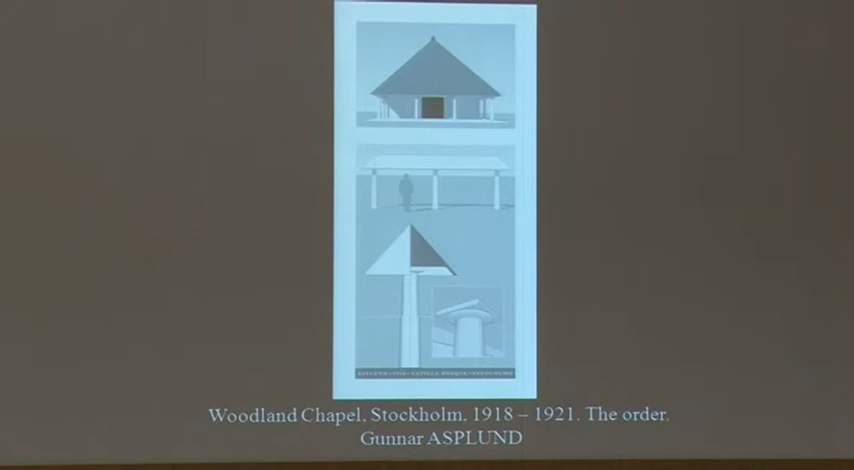 Woodland Chapel, Stockholm, 1918 – 1921. The order.
Gunnar ASPLUND